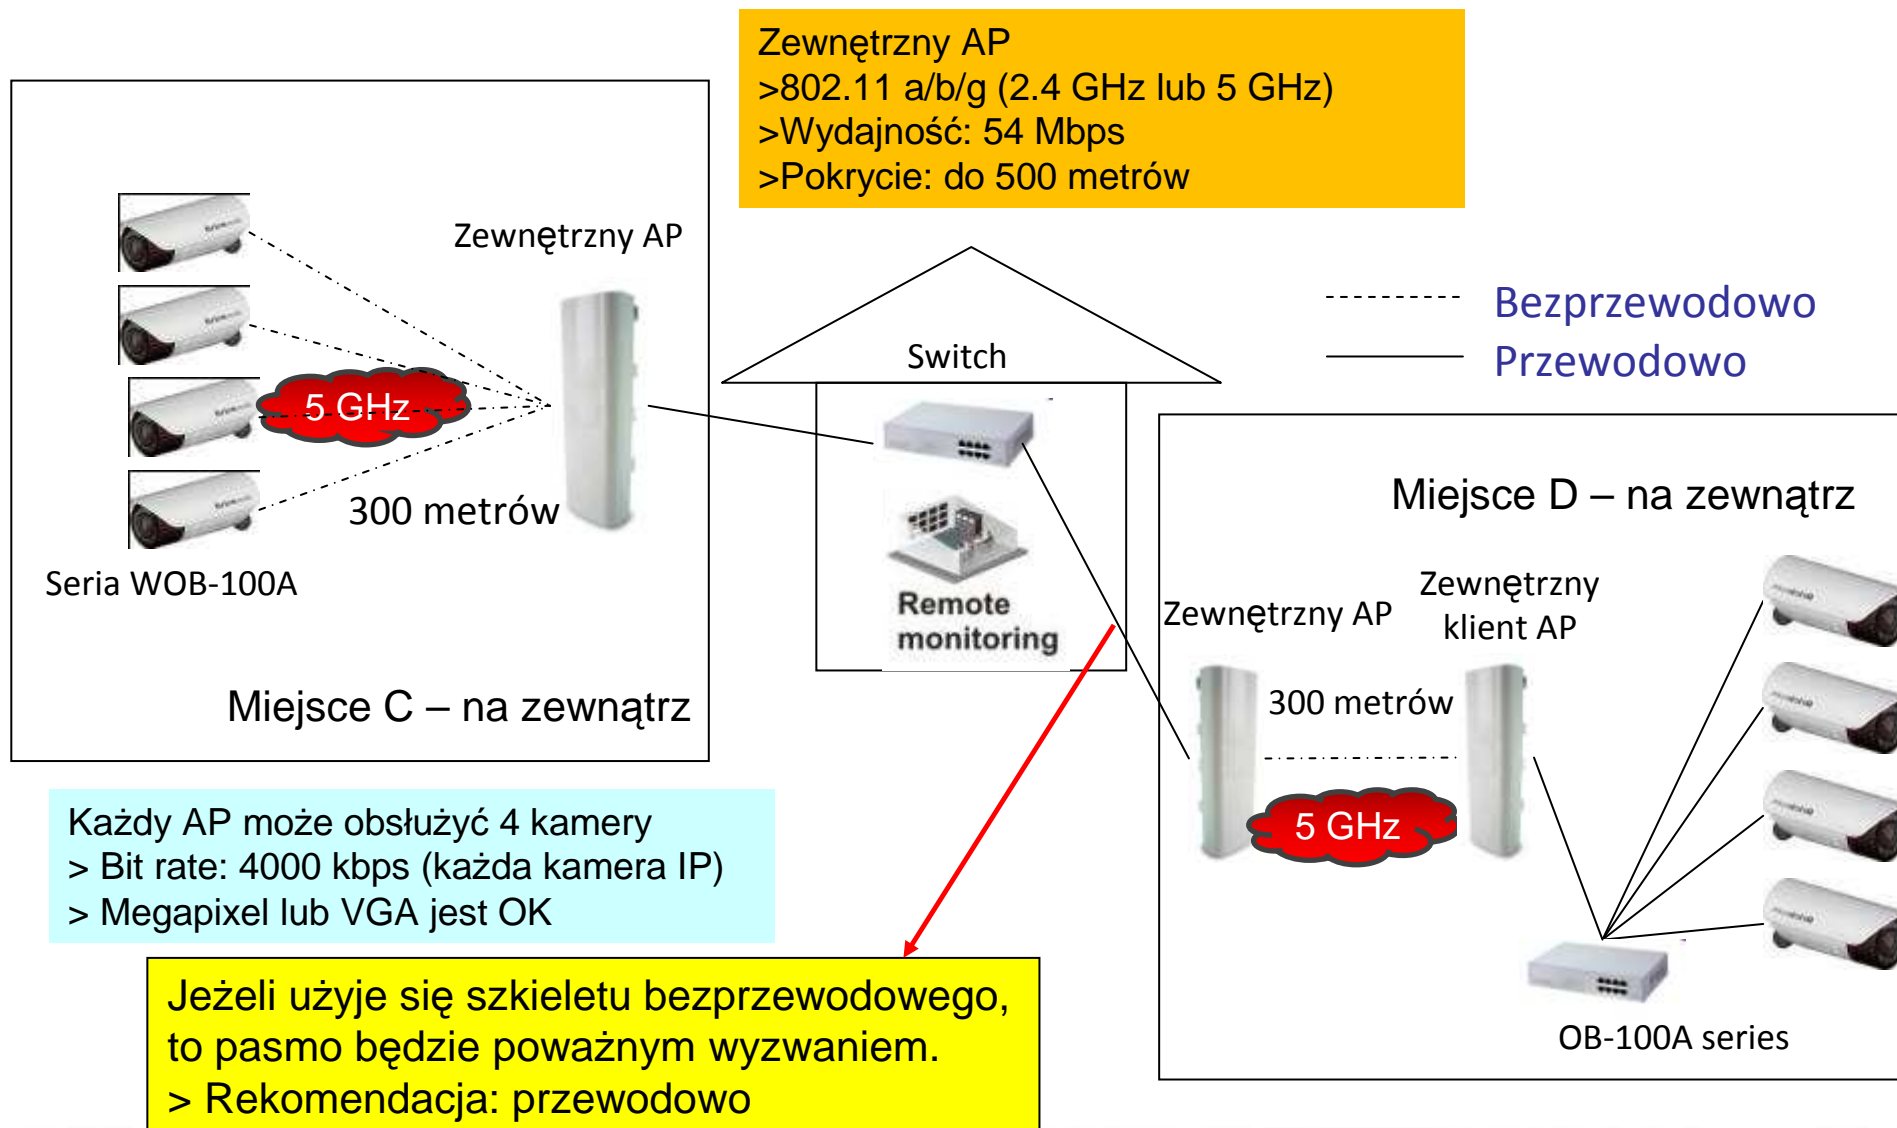 Zewnętrzny AP
>802.11 a/b/g (2.4 GHz lub 5 GHz)
>Wydajność: 54 Mbps
>Pokrycie: do 500 metrów
Zewnętrzny AP
5 GHz
300 metrów
Seria WOB-100A
Miejsce C – na zewnątrz
Switch
Remote
monitoring
Bezprzewodowo
Przewodowo
Miejsce D – na zewnątrz
Zewnętrzny AP
Zewnętrzny
klient AP
300 metrów
5 GHz
OB-100A series
Każdy AP może obsłużyć 4 kamery
> Bit rate: 4000 kbps (każda kamera IP)
> Megapixel lub VGA jest OK
Jeżeli użyje się szkieletu bezprzewodowego,
to pasmo będzie poważnym wyzwaniem.
> Rekomendacja: przewodowo